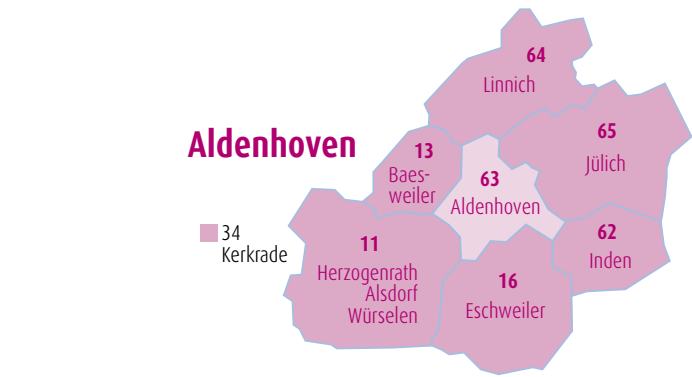 64
Linnich
Aldenhoven
65
Jülich
13
Baes-
weiler
63
Aldenhoven
34
Kerkrade
11
Herzogenrath
Alsdorf
Würselen
62
Inden
16
Eschweiler